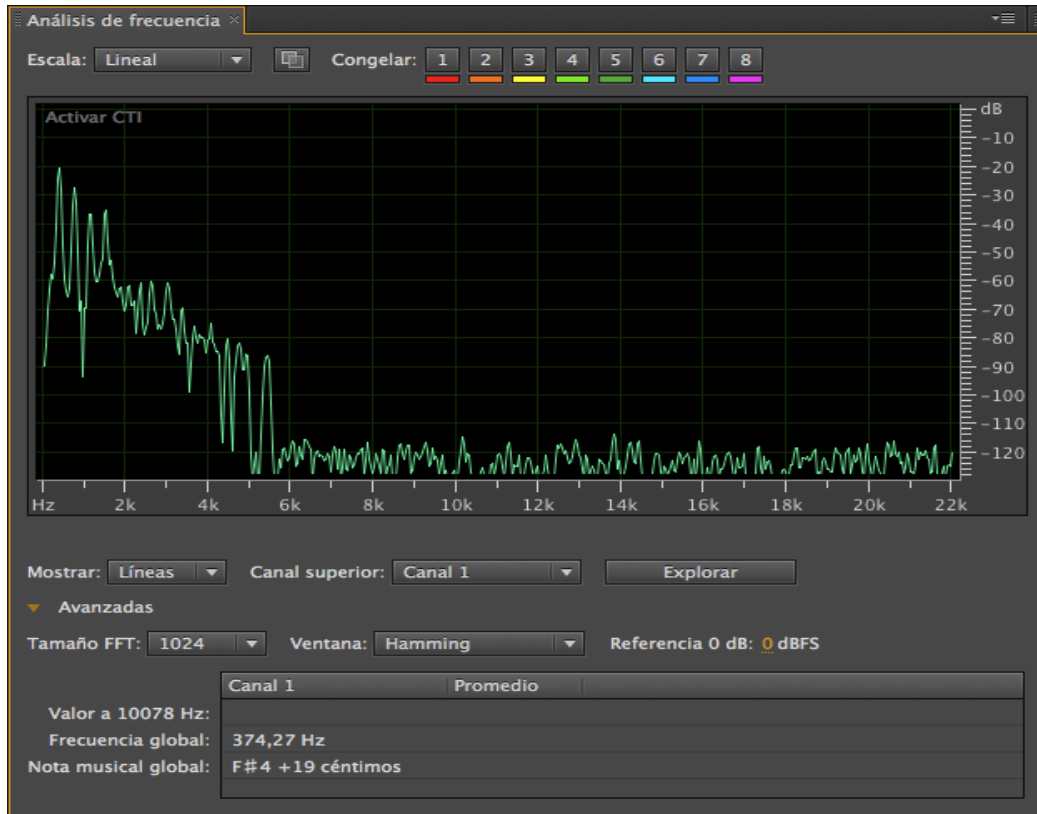 Análisis de frecuencia ×
Escala: Lineal Congelar: 1 2 3 4 5 6 7 8
Activar CTI
dB
-10
-20
-30
-40
-50
-60
-70
-80
-90
-100
-110
-120
Hz 2k 4k 6k 8k 10k 12k 14k 16k 18k 20k 22k
Mostrar: Líneas Canal superior: Canal 1 Explorar
Avanzadas
Tamaño FFT: 1024 Ventana: Hamming Referencia 0 dB: 0 dBFS
Canal 1 Promedio
Valor a 10078 Hz:
Frecuencia global: 374,27 Hz
Nota musical global: F♯4 +19 céntimos